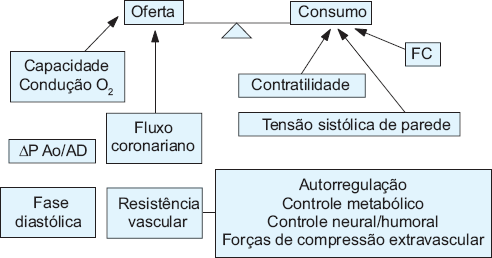 Oferta
Consumo
Capacidade
Condução O₂
FC
Contratilidade
Fluxo
coronariano
Tensão sistólica de parede
ΔP Ao/AD
Fase
diastólica
Resistência
vascular
Autorregulação
Controle metabólico
Controle neural/humoral
Forças de compressão extravascular